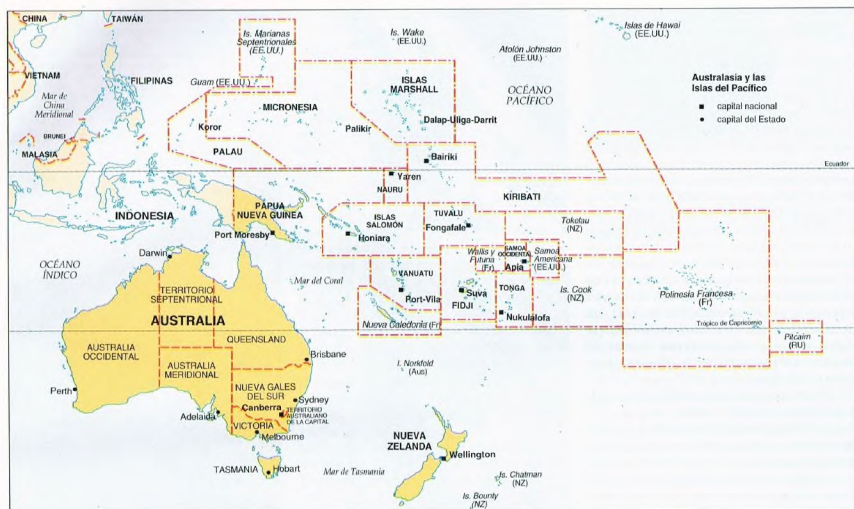 CHINA
TAIWÁN
Is. Marianas
Septentrionales
(EE.UU.)
Is. Wake
(EE.UU.)
Islas de Hawai
(EE.UU.)
Atolón Johnston
(EE.UU.)
VIETNAM
FILIPINAS
Guam (EE.UU.)
ISLAS
MARSHALL
OCÉANO
PACÍFICO
Australasia y las
Islas del Pacífico
capital nacional
capital del Estado
Mar de
China
Meridional
MICRONESIA
Koror
Palikir
Dalap-Uliga-Darrit
BRUNEI
MALASIA
PALAU
Bairiki
Ecuador
Yaren
NAURU
KIRIBATI
INDONESIA
PAPUA
NUEVA GUINEA
Port Moresby
ISLAS
SALOMÓN
Honiara
TUVALU
Fongafale
Tokelau
(NZ)
OCÉANO
ÍNDICO
Darwin
Mar del Coral
Wallis y
Futuna
(Fr)
SAMOA
OCCIDENTAL
Apia
Samoa
Americana
(EE.UU.)
VANUATU
Port-Vila
Suva
FIDJI
TONGA
Nukulálofa
Is. Cook
(NZ)
Polinesia Francesa
(Fr)
TERRITORIO
SEPTENTRIONAL
AUSTRALIA
Nueva Caledonia (Fr)
Trópico de Capricornio
Pitcairn
(RU)
AUSTRALIA
OCCIDENTAL
QUEENSLAND
Brisbane
AUSTRALIA
MERIDIONAL
I. Norkfold
(Aus)
Perth
NUEVA GALES
DEL SUR
Sydney
Canberra
TERRITORIO
AUSTRALIANO
DE LA CAPITAL
Adelaida
VICTORIA
Melbourne
NUEVA
ZELANDA
Wellington
TASMANIA
Hobart
Mar de Tasmania
Is. Chatman
(NZ)
Is. Bounty
(NZ)